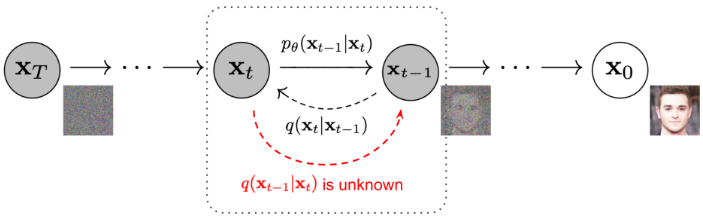 p_θ(x_{t−1}|x_t)
x_T ⟶ ··· ⟶ x_t ⟶ x_{t−1} ⟶ ··· ⟶ x_0
q(x_t|x_{t−1})
q(x_{t−1}|x_t) is unknown